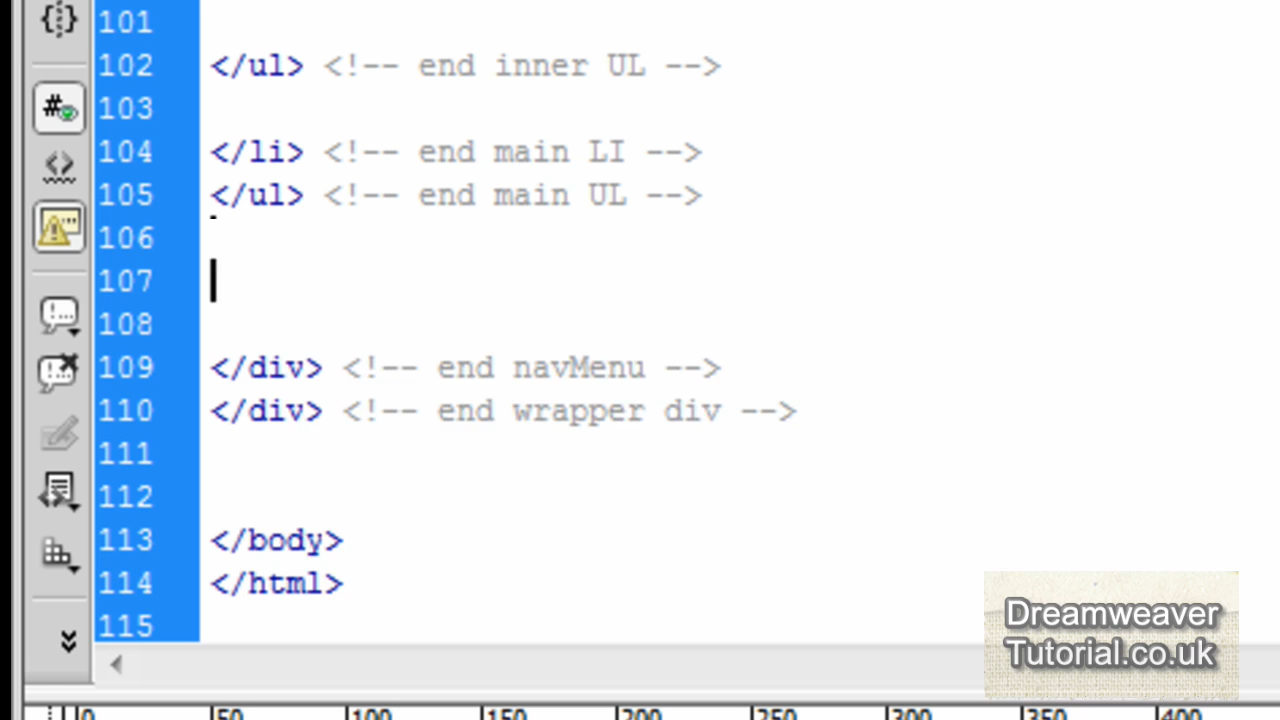 101
102 </ul> <!-- end inner UL -->
103
104 </li> <!-- end main LI -->
105 </ul> <!-- end main UL -->
106
107
108
109 </div> <!-- end navMenu -->
110 </div> <!-- end wrapper div -->
111
112
113 </body>
114 </html>
115
Dreamweaver
Tutorial.co.uk
0 50 100 150 200 250 300 350 400